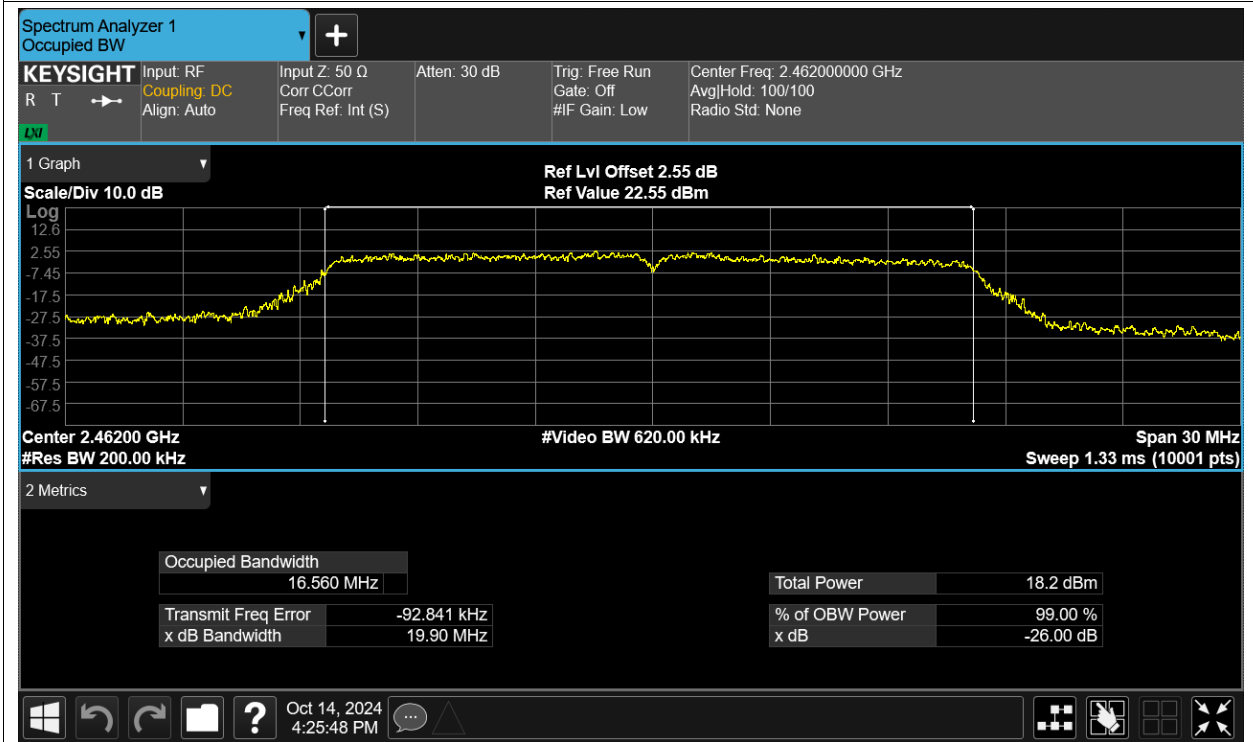 Spectrum Analyzer 1
Occupied BW
KEYSIGHT
R T
LXI
Input: RF
Coupling: DC
Align: Auto
Input Z: 50 Ω
Corr CCorr
Freq Ref: Int (S)
Atten: 30 dB
Trig: Free Run
Gate: Off
#IF Gain: Low
Center Freq: 2.462000000 GHz
Avg|Hold: 100/100
Radio Std: None
1 Graph
Scale/Div 10.0 dB
Ref Lvl Offset 2.55 dB
Ref Value 22.55 dBm
Log
12.6
2.55
-7.45
-17.5
-27.5
-37.5
-47.5
-57.5
-67.5
Center 2.46200 GHz
#Res BW 200.00 kHz
#Video BW 620.00 kHz
Span 30 MHz
Sweep 1.33 ms (10001 pts)
2 Metrics
Occupied Bandwidth
16.560 MHz
Transmit Freq Error -92.841 kHz
x dB Bandwidth 19.90 MHz
Total Power 18.2 dBm
% of OBW Power 99.00 %
x dB -26.00 dB
?
Oct 14, 2024
4:25:48 PM